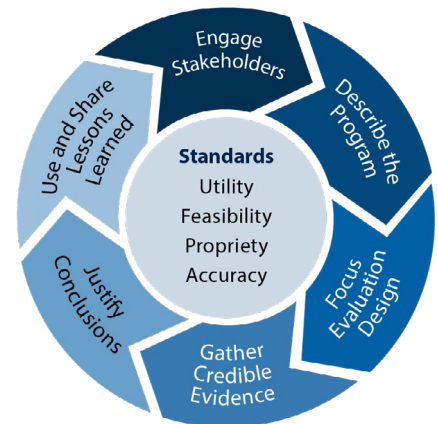 Engage
Stakeholders
Describe the
Program
Focus
Evaluation
Design
Gather
Credible
Evidence
Justify
Conclusions
Use and Share
Lessons
Learned
Standards
Utility
Feasibility
Propriety
Accuracy